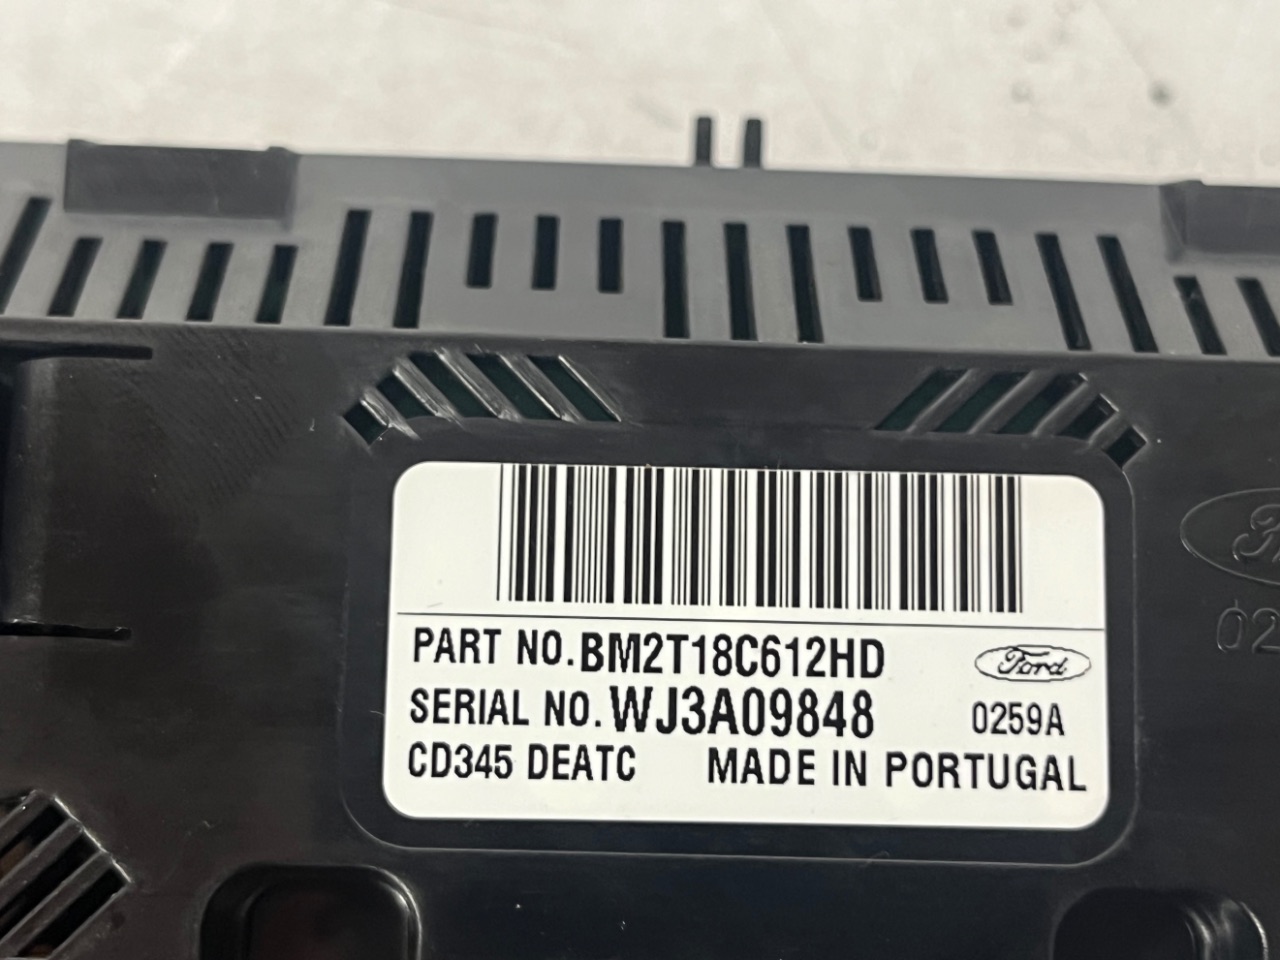 PART NO. BM2T18C612HD
Ford
SERIAL NO. WJ3A09848
0259A
CD345 DEATC MADE IN PORTUGAL